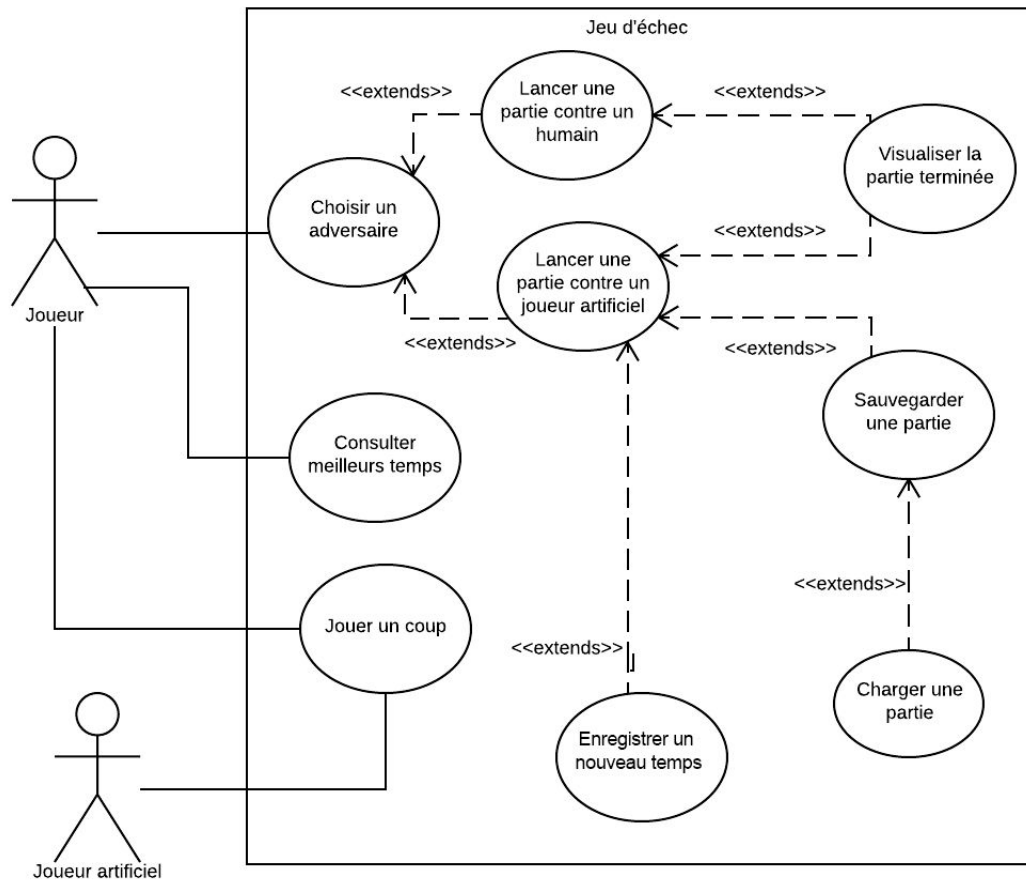 Jeu d'échec
<<extends>>
Lancer une
partie contre un
humain
<<extends>>
Visualiser la
partie terminée
Choisir un
adversaire
<<extends>>
Lancer une
partie contre un
joueur artificiel
Joueur
<<extends>>
<<extends>>
Sauvegarder
une partie
Consulter
meilleurs temps
<<extends>>
Jouer un coup
<<extends>>
Charger une
partie
Enregistrer un
nouveau temps
Joueur artificiel